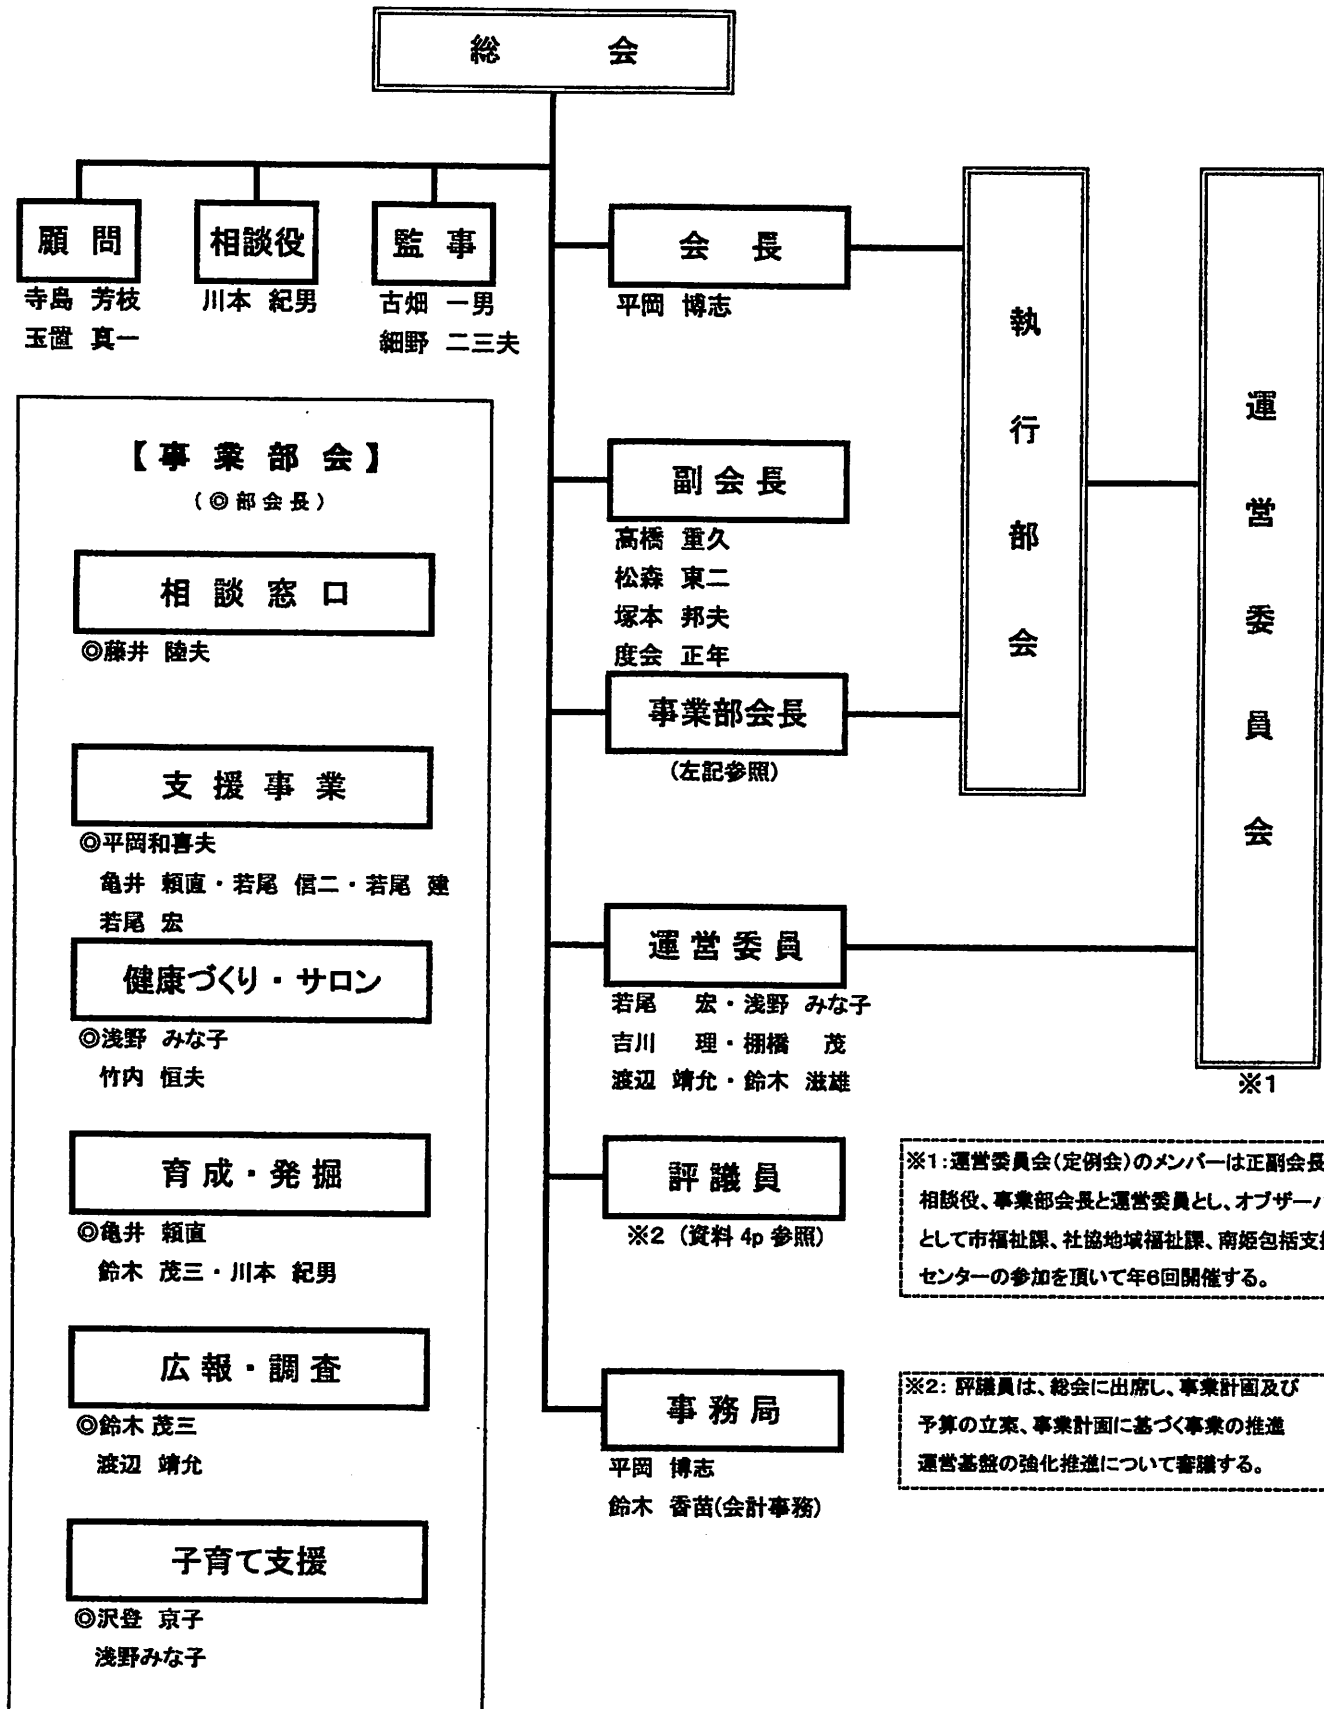 総 会
顧 問
寺島 芳枝
玉置 真一
相談役
川本 紀男
監 事
古畑 一男
細野 二三夫
【事 業 部 会】
(◎部会長)
相 談 窓 口
◎藤井 陸夫
支 援 事 業
◎平岡和喜夫
亀井 頼直・若尾 信二・若尾 建
若尾 宏
健康づくり・サロン
◎浅野 みな子
竹内 恒夫
育 成・発 掘
◎亀井 頼直
鈴木 茂三・川本 紀男
広 報・調 査
◎鈴木 茂三
渡辺 靖允
子育て支援
◎沢登 京子
浅野みな子
会 長
平岡 博志
副 会 長
高橋 重久
松森 東二
塚本 邦夫
度会 正年
事業部会長
(左記参照)
運 営 委 員
若尾 宏・浅野 みな子
吉川 理・棚橋 茂
渡辺 靖允・鈴木 滋雄
評 議 員
※2 (資料 4p 参照)
事 務 局
平岡 博志
鈴木 香苗(会計事務)
執行部会
運営委員会
※1
※1:運営委員会(定例会)のメンバーは正副会長
相談役、事業部会長と運営委員とし、オブザーバ
として市福祉課、社協地域福祉課、南姫包括支援
センターの参加を頂いて年6回開催する。
※2: 評議員は、総会に出席し、事業計画及び
予算の立案、事業計画に基づく事業の推進
運営基盤の強化推進について審議する。